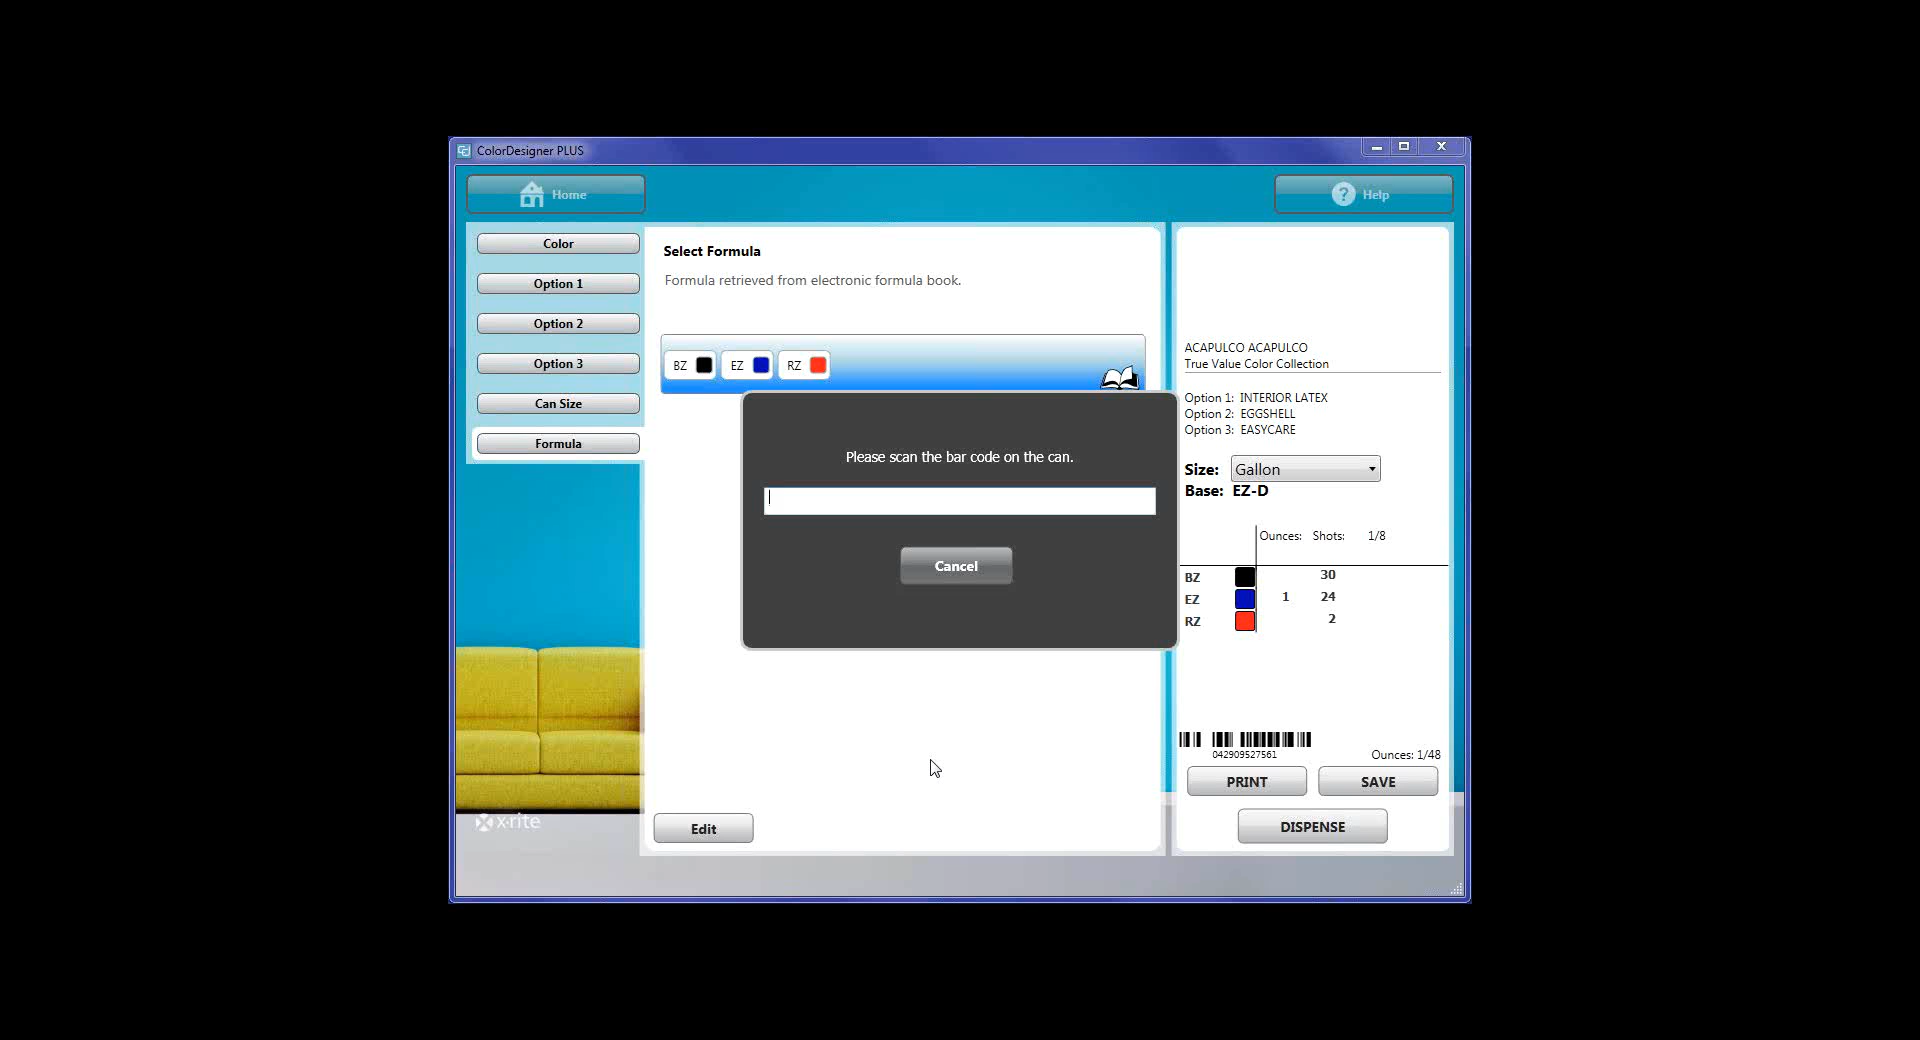 ColorDesigner PLUS
Home
Help
Color
Option 1
Option 2
Option 3
Can Size
Formula
Select Formula
Formula retrieved from electronic formula book.
BZ EZ RZ
Please scan the bar code on the can.
Cancel
Edit
x·rite
ACAPULCO ACAPULCO
True Value Color Collection
Option 1: INTERIOR LATEX
Option 2: EGGSHELL
Option 3: EASYCARE
Size: Gallon
Base: EZ-D
Ounces: Shots: 1/8
BZ 30
EZ 1 24
RZ 2
042909527561
Ounces: 1/48
PRINT
SAVE
DISPENSE